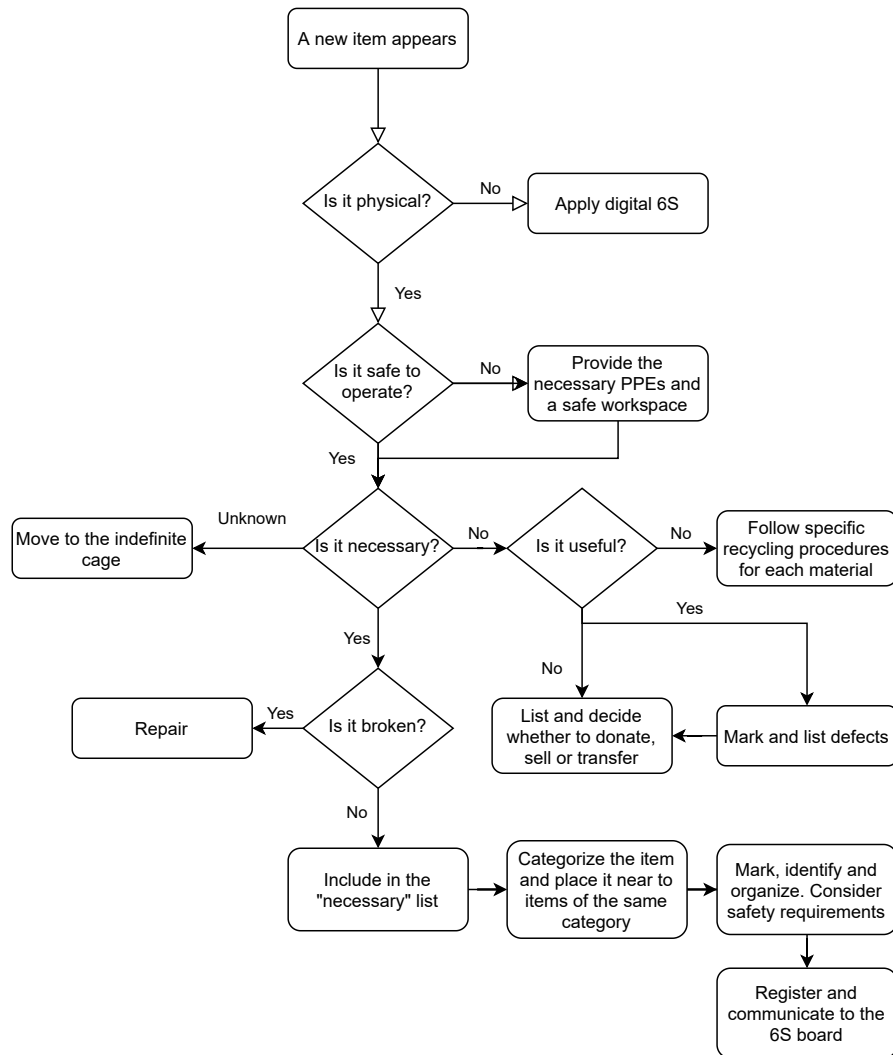 A new item appears
Is it physical?
No
Apply digital 6S
Yes
Is it safe to
operate?
No
Provide the
necessary PPEs and
a safe workspace
Yes
Unknown
Move to the indefinite
cage
Is it necessary?
No
Is it useful?
No
Follow specific
recycling procedures
for each material
Yes
Yes
No
Repair
Yes
Is it broken?
List and decide
whether to donate,
sell or transfer
Mark and list defects
No
Include in the
"necessary" list
Categorize the item
and place it near to
items of the same
category
Mark, identify and
organize. Consider
safety requirements
Register and
communicate to the
6S board